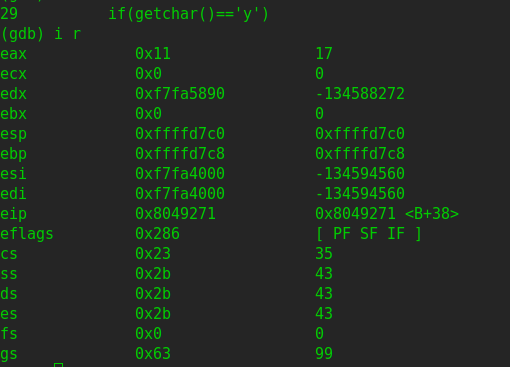 29 if(getchar()=='y')
(gdb) i r
eax 0x11 17
ecx 0x0 0
edx 0xf7fa5890 -134588272
ebx 0x0 0
esp 0xffffd7c0 0xffffd7c0
ebp 0xffffd7c8 0xffffd7c8
esi 0xf7fa4000 -134594560
edi 0xf7fa4000 -134594560
eip 0x8049271 0x8049271 <B+38>
eflags 0x286 [ PF SF IF ]
cs 0x23 35
ss 0x2b 43
ds 0x2b 43
es 0x2b 43
fs 0x0 0
gs 0x63 99